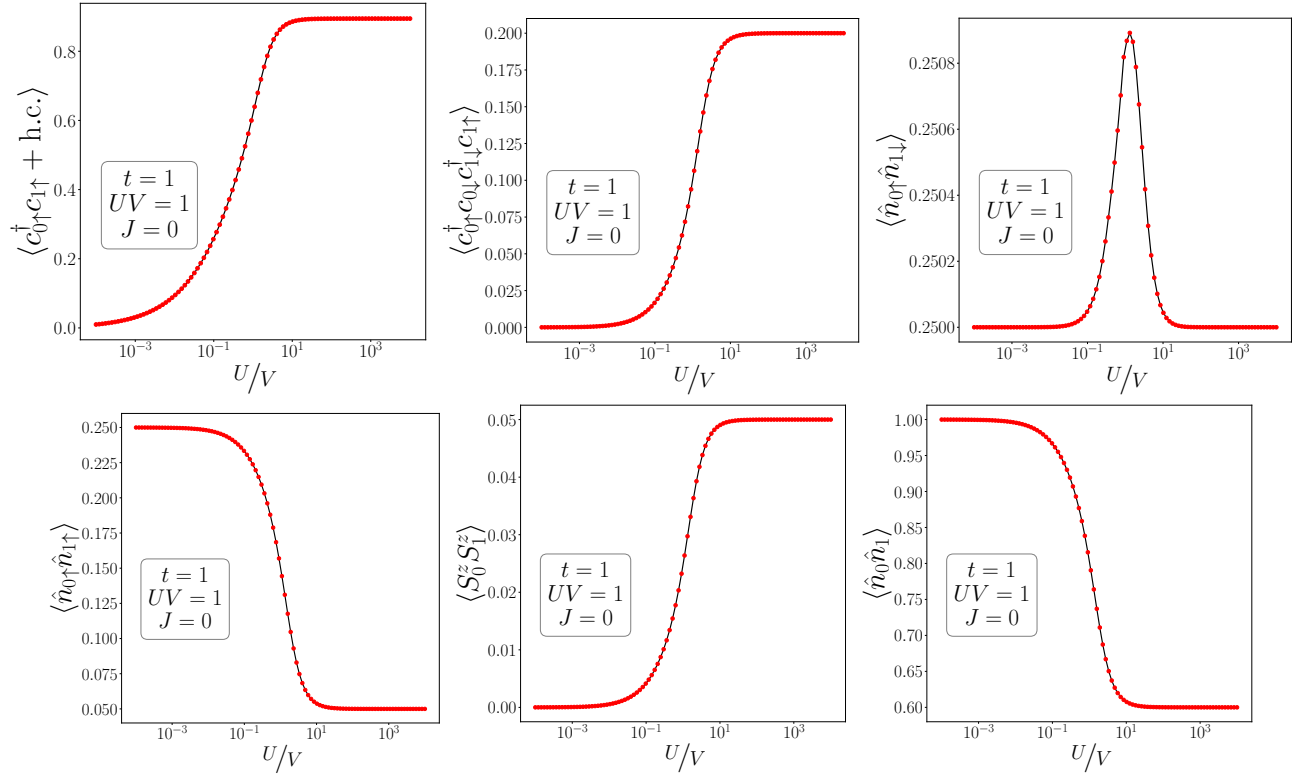 ⟨c†0↑c1↑ + h.c.⟩
0.8
0.6
0.4
0.2
0.0
t = 1
UV = 1
J = 0
10⁻³ 10⁻¹ 10¹ 10³
U/V
⟨c†0↑c0↓c†1↓c1↑⟩
0.200
0.175
0.150
0.125
0.100
0.075
0.050
0.025
0.000
t = 1
UV = 1
J = 0
10⁻³ 10⁻¹ 10¹ 10³
U/V
⟨n̂0↑n̂1↓⟩
0.2508
0.2506
0.2504
0.2502
0.2500
t = 1
UV = 1
J = 0
10⁻³ 10⁻¹ 10¹ 10³
U/V
⟨n̂0↑n̂1↑⟩
0.250
0.225
0.200
0.175
0.150
0.125
0.100
0.075
0.050
t = 1
UV = 1
J = 0
10⁻³ 10⁻¹ 10¹ 10³
U/V
⟨Sᶻ0Sᶻ1⟩
0.05
0.04
0.03
0.02
0.01
0.00
t = 1
UV = 1
J = 0
10⁻³ 10⁻¹ 10¹ 10³
U/V
⟨n̂0n̂1⟩
1.00
0.95
0.90
0.85
0.80
0.75
0.70
0.65
0.60
t = 1
UV = 1
J = 0
10⁻³ 10⁻¹ 10¹ 10³
U/V